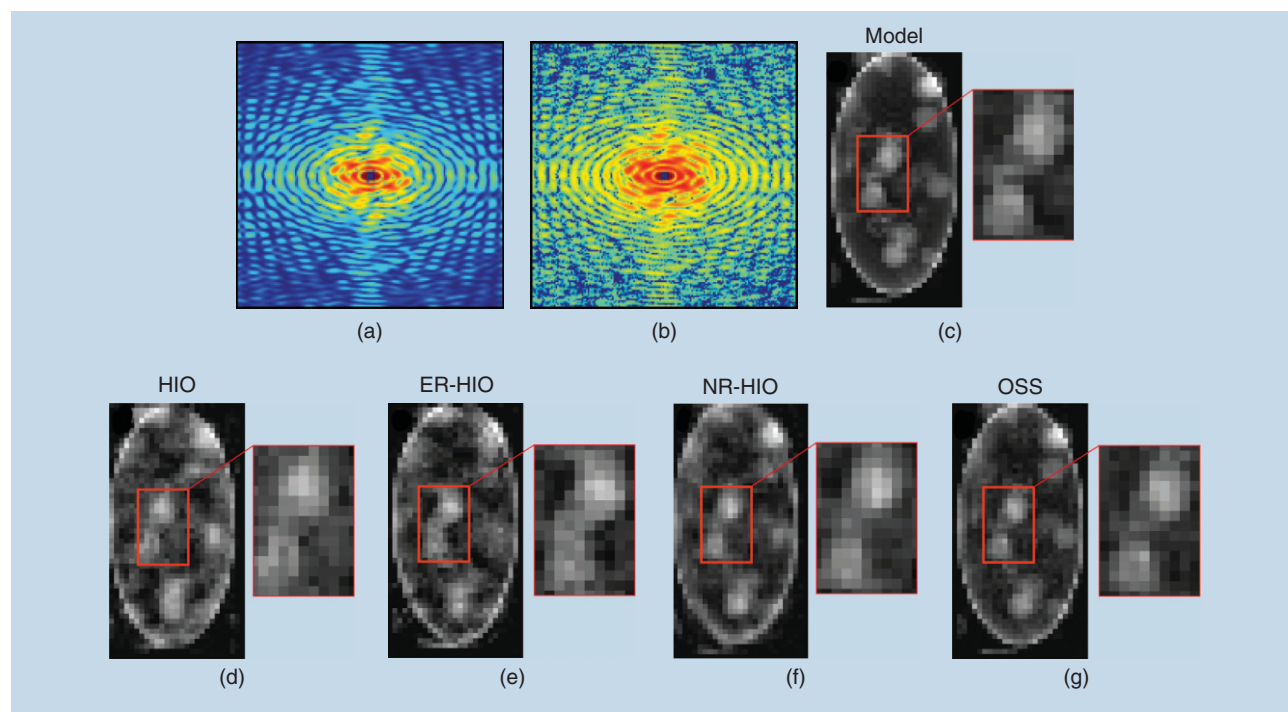 Model
(a)
(b)
(c)
HIO
ER-HIO
NR-HIO
OSS
(d)
(e)
(f)
(g)